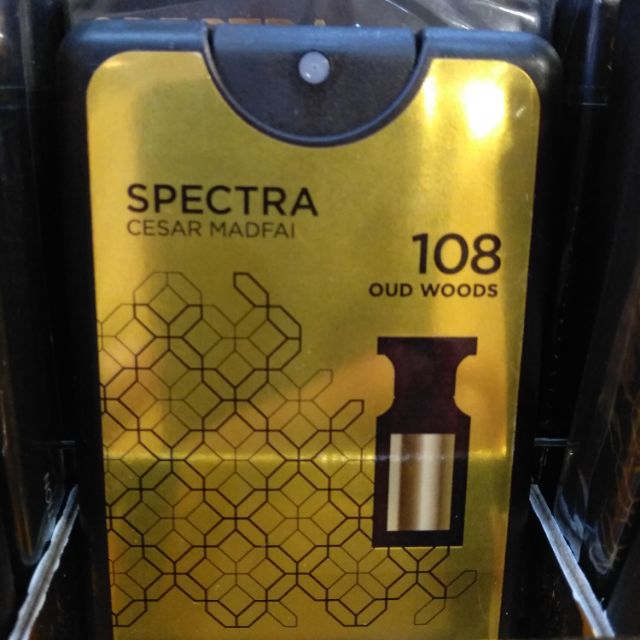 SPECTRA
CESAR MADFAI
108
OUD WOODS